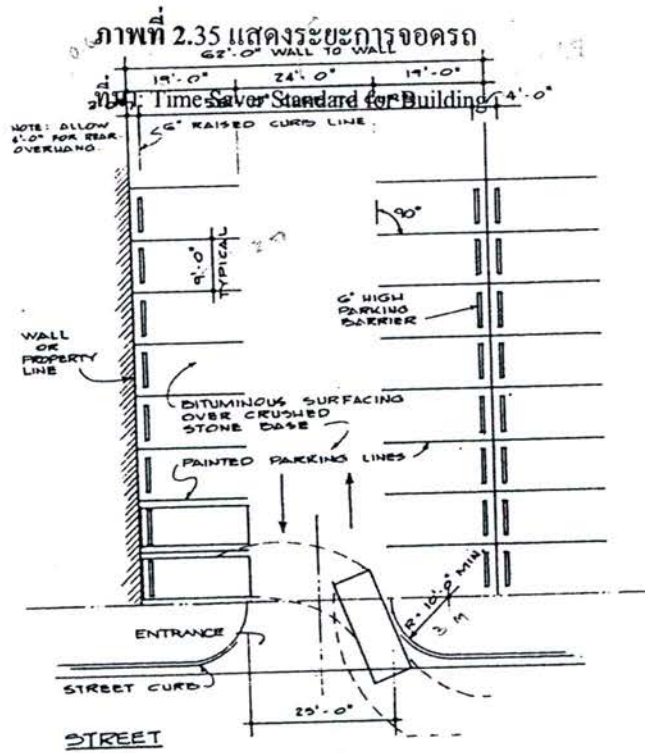 ภาพที่ 2.35 แสดงระยะการจอดรถ
62'-0" WALL TO WALL
19'-0" 24'-0" 19'-0"
ที่มา: Time-Saver Standard for Building
4'-0"
NOTE: ALLOW
FOR REAR
OVERHANG.
6" RAISED CURB LINE
90°
9'-0"
TYPICAL
6" HIGH
PARKING
BARRIER
WALL
OR
PROPERTY
LINE
BITUMINOUS SURFACING
OVER CRUSHED
STONE BASE
PAINTED PARKING LINES
R = 10'-0" MIN.
3 M
ENTRANCE
STREET CURB
25'-0"
STREET